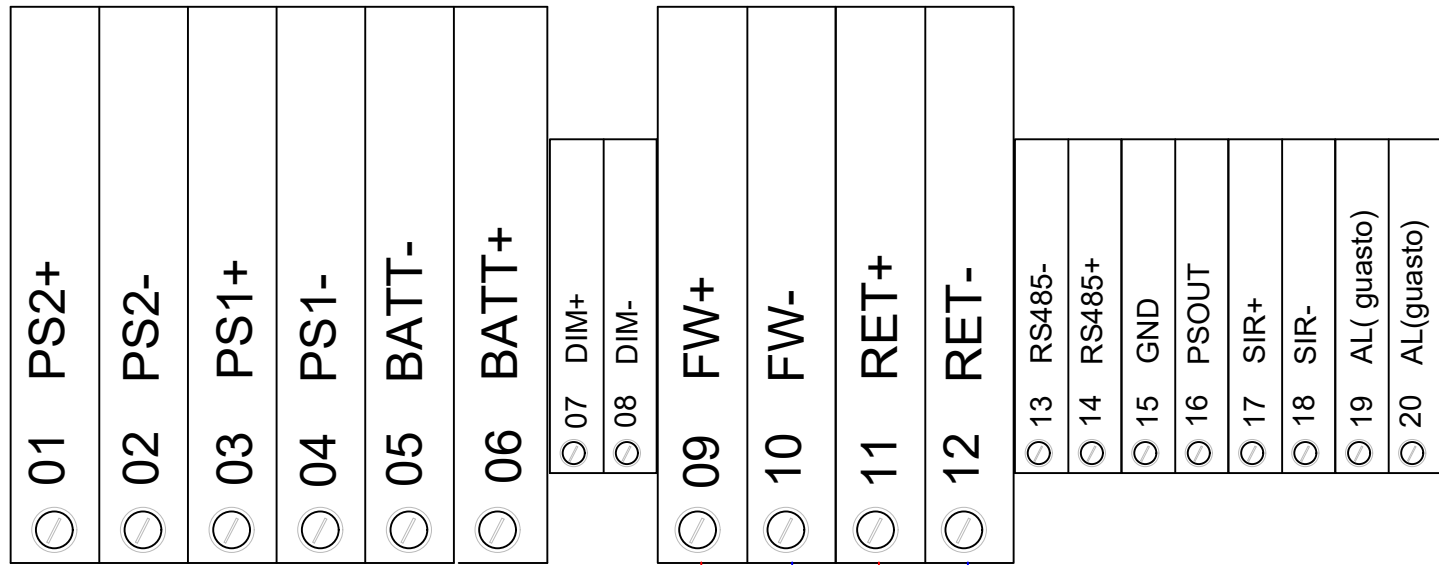 01 PS2+
02 PS2-
03 PS1+
04 PS1-
05 BATT-
06 BATT+
07 DIM+
08 DIM-
09 FW+
10 FW-
11 RET+
12 RET-
13 RS485-
14 RS485+
15 GND
16 PSOUT
17 SIR+
18 SIR-
19 AL( guasto)
20 AL(guasto)